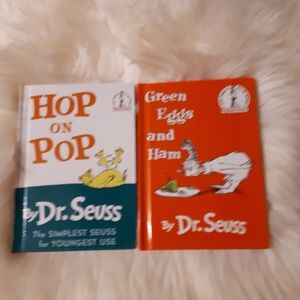 HOP
ON
POP
By Dr. Seuss
The SIMPLEST SEUSS
for YOUNGEST USE
Green
Eggs
and
Ham
By Dr. Seuss